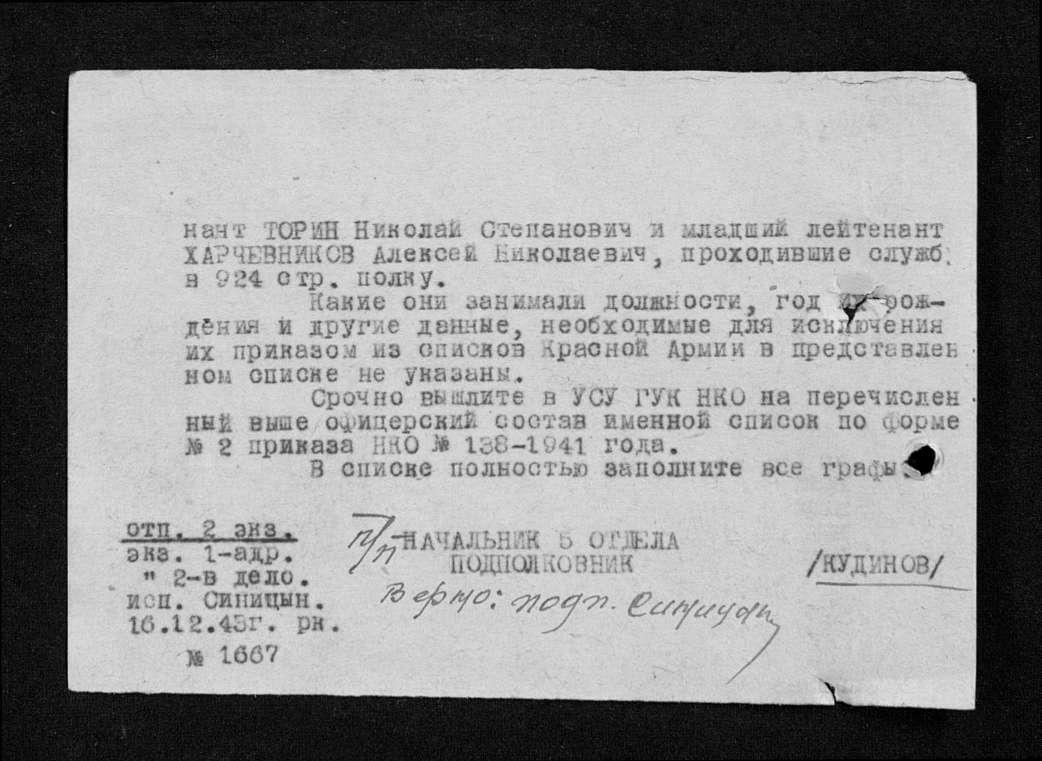 нант ТОРИН Николай Степанович и младший лейтенант
ХАРЧЕВНИКОВ Алексей Николаевич, проходившие служб
в 924 стр. полку.
Какие они занимали должности, год их рож-
дения и другие данные, необходимые для исключения
их приказом из списков Красной Армии в представлен
ном списке не указаны.
Срочно вышлите в УСУ ГУК НКО на перечислен
ный выше офицерский состав именной список по форме
№ 2 приказа НКО № 138-1941 года.
В списке полностью заполните все графы.
отп. 2 экз.
экз. 1-адр.
" 2-в дело.
исп. Синицын.
16.12.43г. рк.
№ 1667
п/п НАЧАЛЬНИК 5 ОТДЕЛА
ПОДПОЛКОВНИК /КУДИНОВ/
Верно: подп. Синицын